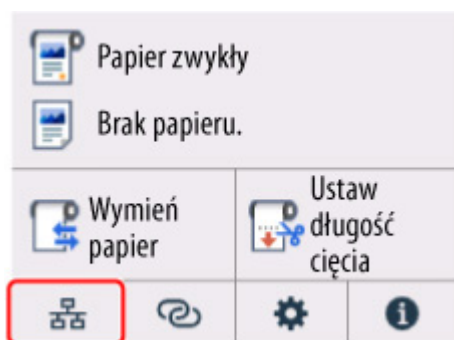 Papier zwykły
Brak papieru.
Wymień
papier
Ustaw
długość
cięcia